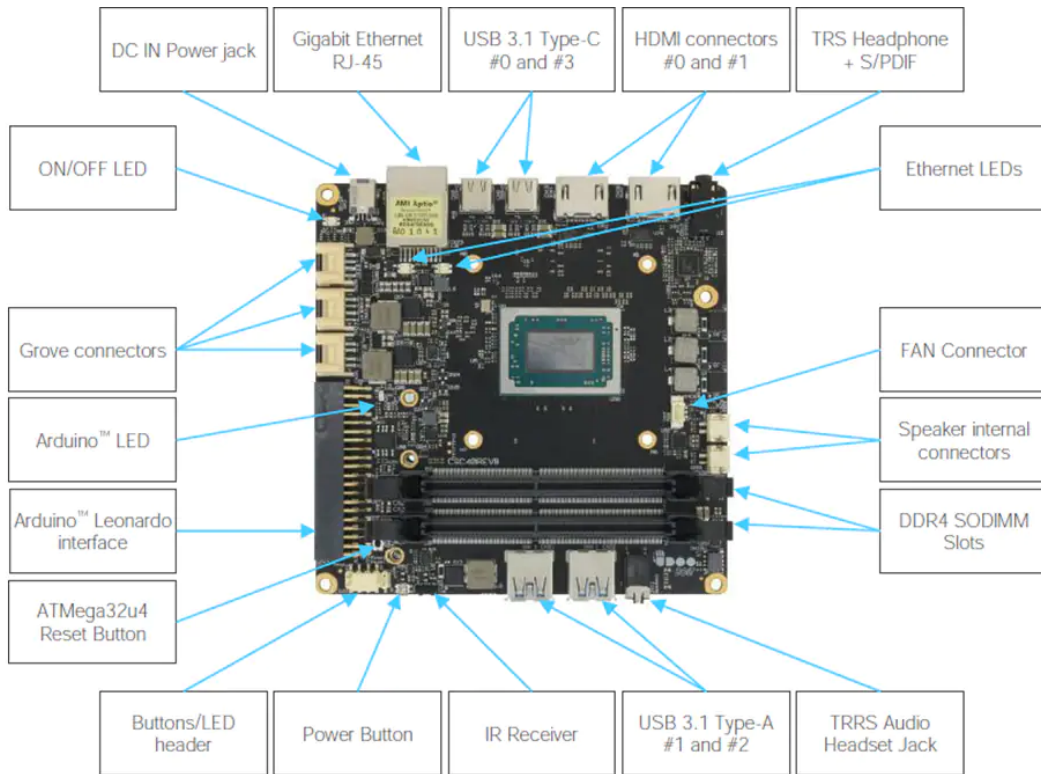 DC IN Power jack
Gigabit Ethernet
RJ-45
USB 3.1 Type-C
#0 and #3
HDMI connectors
#0 and #1
TRS Headphone
+ S/PDIF
ON/OFF LED
Ethernet LEDs
Grove connectors
FAN Connector
Arduino™ LED
Speaker internal
connectors
Arduino™ Leonardo
interface
DDR4 SODIMM
Slots
ATMega32u4
Reset Button
Buttons/LED
header
Power Button
IR Receiver
USB 3.1 Type-A
#1 and #2
TRRS Audio
Headset Jack
AMI Aptio